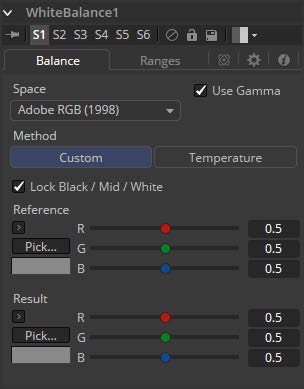 WhiteBalance1
S1 S2 S3 S4 S5 S6
Balance Ranges
Space
Adobe RGB (1998) Use Gamma
Method
Custom Temperature
Lock Black / Mid / White
Reference
R 0.5
Pick... G 0.5
B 0.5
Result
R 0.5
Pick... G 0.5
B 0.5